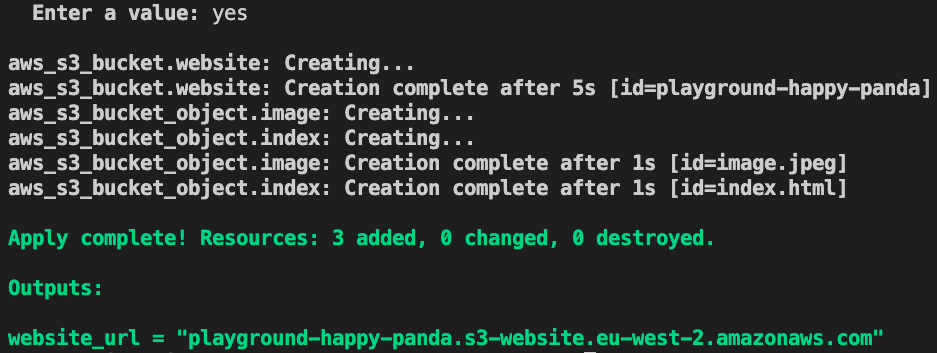 Enter a value: yes
aws_s3_bucket.website: Creating...
aws_s3_bucket.website: Creation complete after 5s [id=playground-happy-panda]
aws_s3_bucket_object.image: Creating...
aws_s3_bucket_object.index: Creating...
aws_s3_bucket_object.image: Creation complete after 1s [id=image.jpeg]
aws_s3_bucket_object.index: Creation complete after 1s [id=index.html]
Apply complete! Resources: 3 added, 0 changed, 0 destroyed.
Outputs:
website_url = "playground-happy-panda.s3-website.eu-west-2.amazonaws.com"